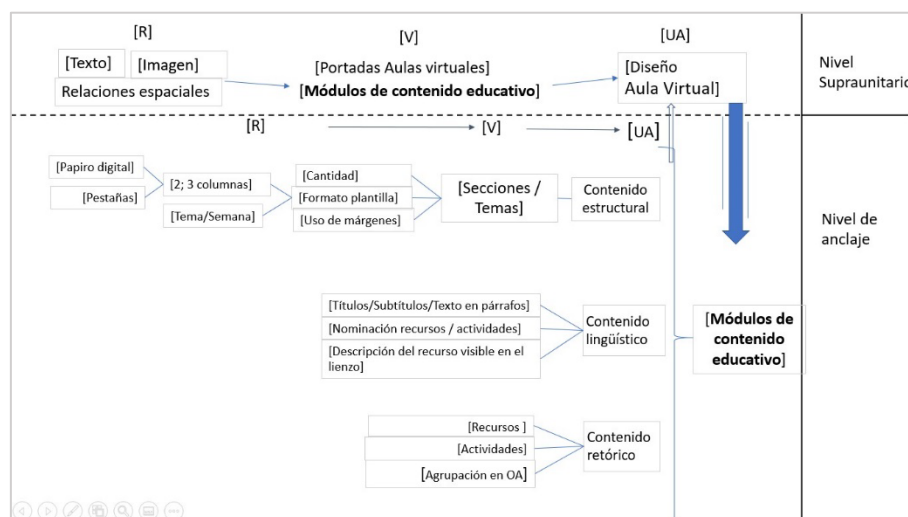 [R]
[V]
[UA]
[Texto]
[Imagen]
Relaciones espaciales
[Portadas Aulas virtuales]
[Módulos de contenido educativo]
[Diseño
Aula Virtual]
Nivel
Supraunitario
[R]
[V]
[UA]
[Papiro digital]
[Pestañas]
[2; 3 columnas]
[Tema/Semana]
[Cantidad]
[Formato plantilla]
[Uso de márgenes]
[Secciones /
Temas]
Contenido
estructural
Nivel de
anclaje
[Títulos/Subtítulos/Texto en párrafos]
[Nominación recursos / actividades]
[Descripción del recurso visible en el
lienzo]
Contenido
lingüístico
[Módulos de
contenido
educativo]
[Recursos ]
[Actividades]
[Agrupación en OA]
Contenido
retórico